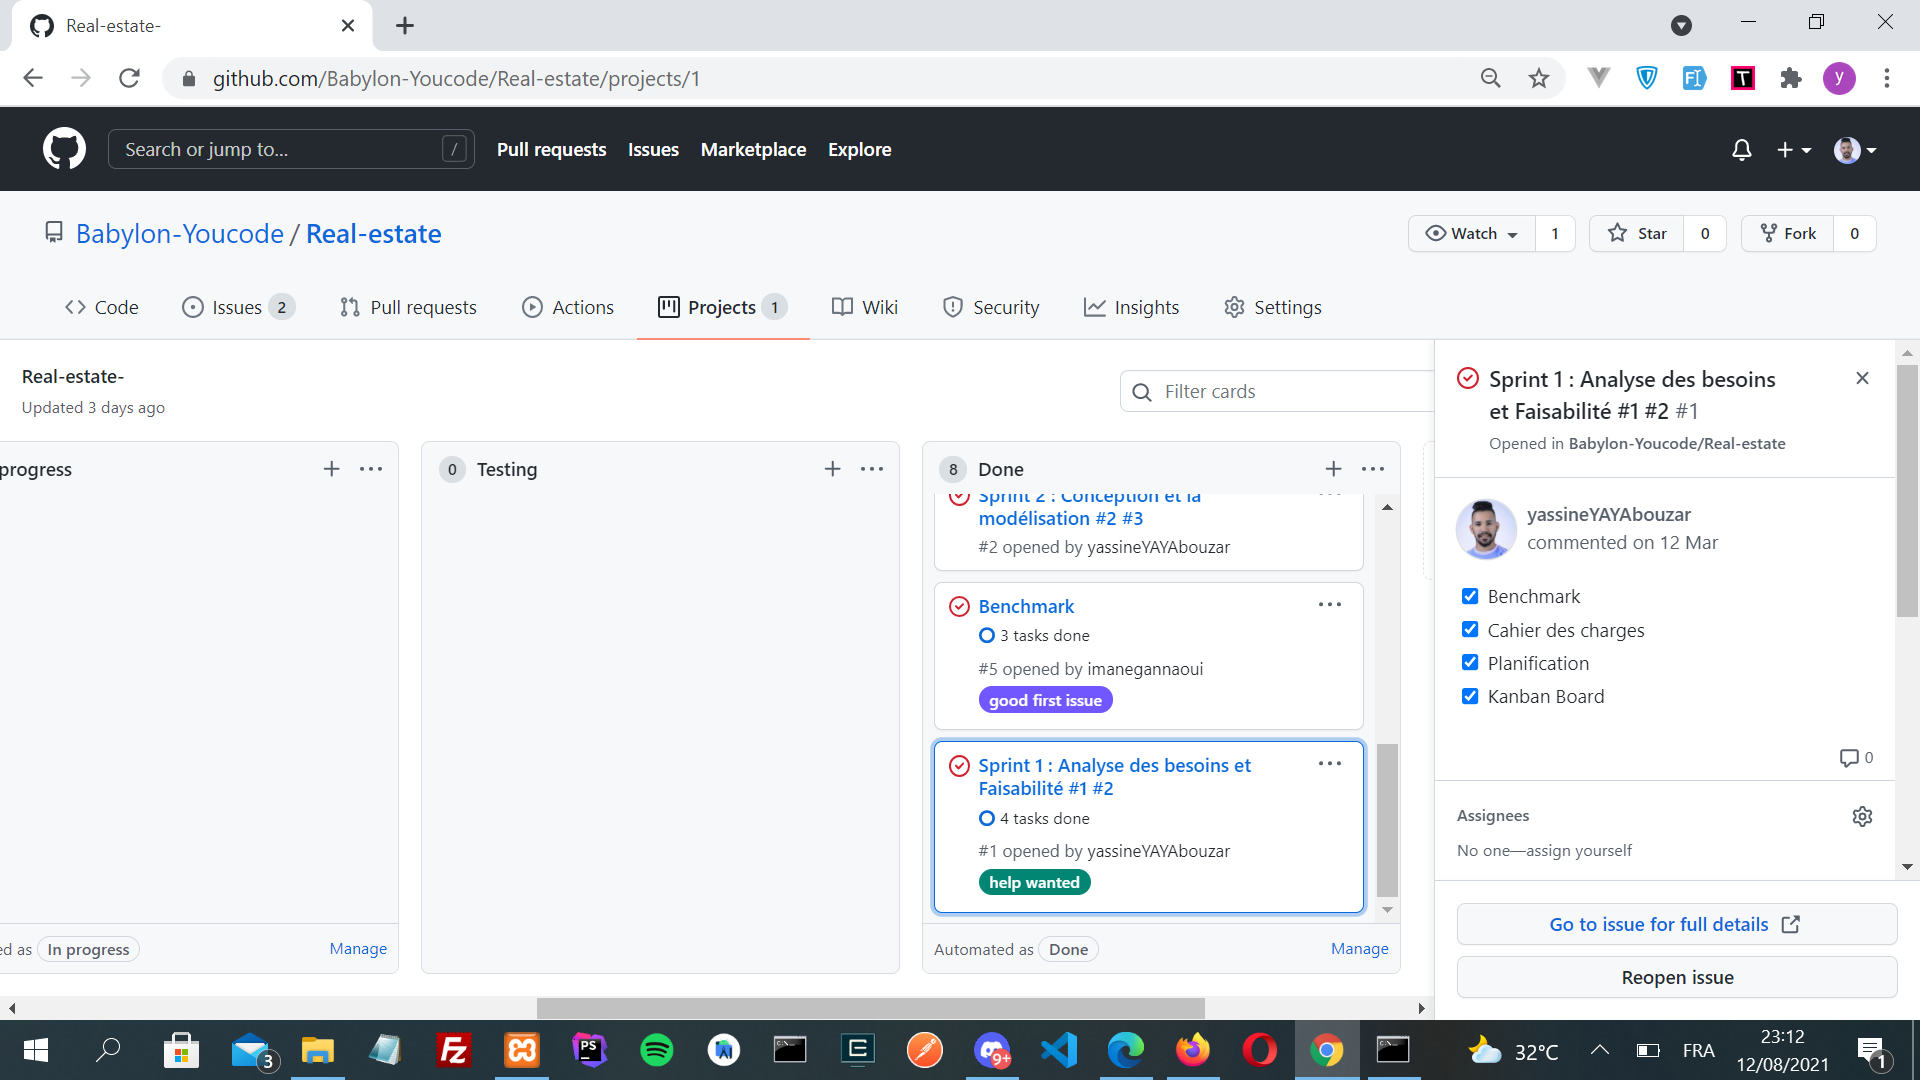 Real-estate-
github.com/Babylon-Youcode/Real-estate/projects/1
y
Search or jump to...
/
Pull requests
Issues
Marketplace
Explore
Babylon-Youcode / Real-estate
Watch 1
Star 0
Fork 0
Code
Issues 2
Pull requests
Actions
Projects 1
Wiki
Security
Insights
Settings
Real-estate-
Updated 3 days ago
Filter cards
progress
ed as In progress
Manage
0 Testing
8 Done
Sprint 2 : Conception et la
modélisation #2 #3
#2 opened by yassineYAYAbouzar
Benchmark
3 tasks done
#5 opened by imanegannaoui
good first issue
Sprint 1 : Analyse des besoins et
Faisabilité #1 #2
4 tasks done
#1 opened by yassineYAYAbouzar
help wanted
Automated as Done
Manage
Sprint 1 : Analyse des besoins
et Faisabilité #1 #2 #1
Opened in Babylon-Youcode/Real-estate
yassineYAYAbouzar
commented on 12 Mar
Benchmark
Cahier des charges
Planification
Kanban Board
0
Assignees
No one—assign yourself
Go to issue for full details
Reopen issue
3
9+
32°C
FRA
23:12
12/08/2021
1